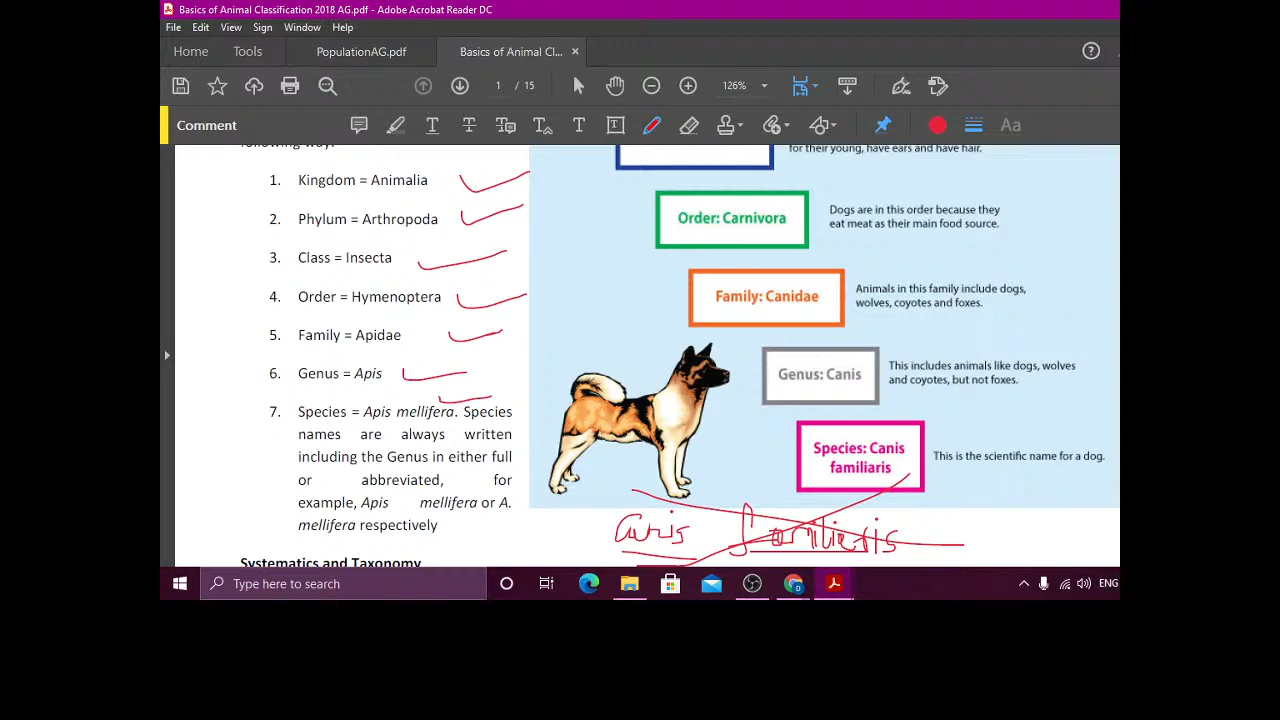 Basics of Animal Classification 2018 AG.pdf - Adobe Acrobat Reader DC
File Edit View Sign Window Help
Home Tools PopulationAG.pdf Basics of Animal Cl... ×
1 / 15 126%
Comment
following way:
1. Kingdom = Animalia
2. Phylum = Arthropoda
3. Class = Insecta
4. Order = Hymenoptera
5. Family = Apidae
6. Genus = Apis
7. Species = Apis mellifera. Species
names are always written
including the Genus in either full
or abbreviated, for
example, Apis mellifera or A.
mellifera respectively
Systematics and Taxonomy
for their young, have ears and have hair.
Order: Carnivora
Dogs are in this order because they
eat meat as their main food source.
Family: Canidae
Animals in this family include dogs,
wolves, coyotes and foxes.
Genus: Canis
This includes animals like dogs, wolves
and coyotes, but not foxes.
Species: Canis
familiaris
This is the scientific name for a dog.
Canis
Type here to search
ENG